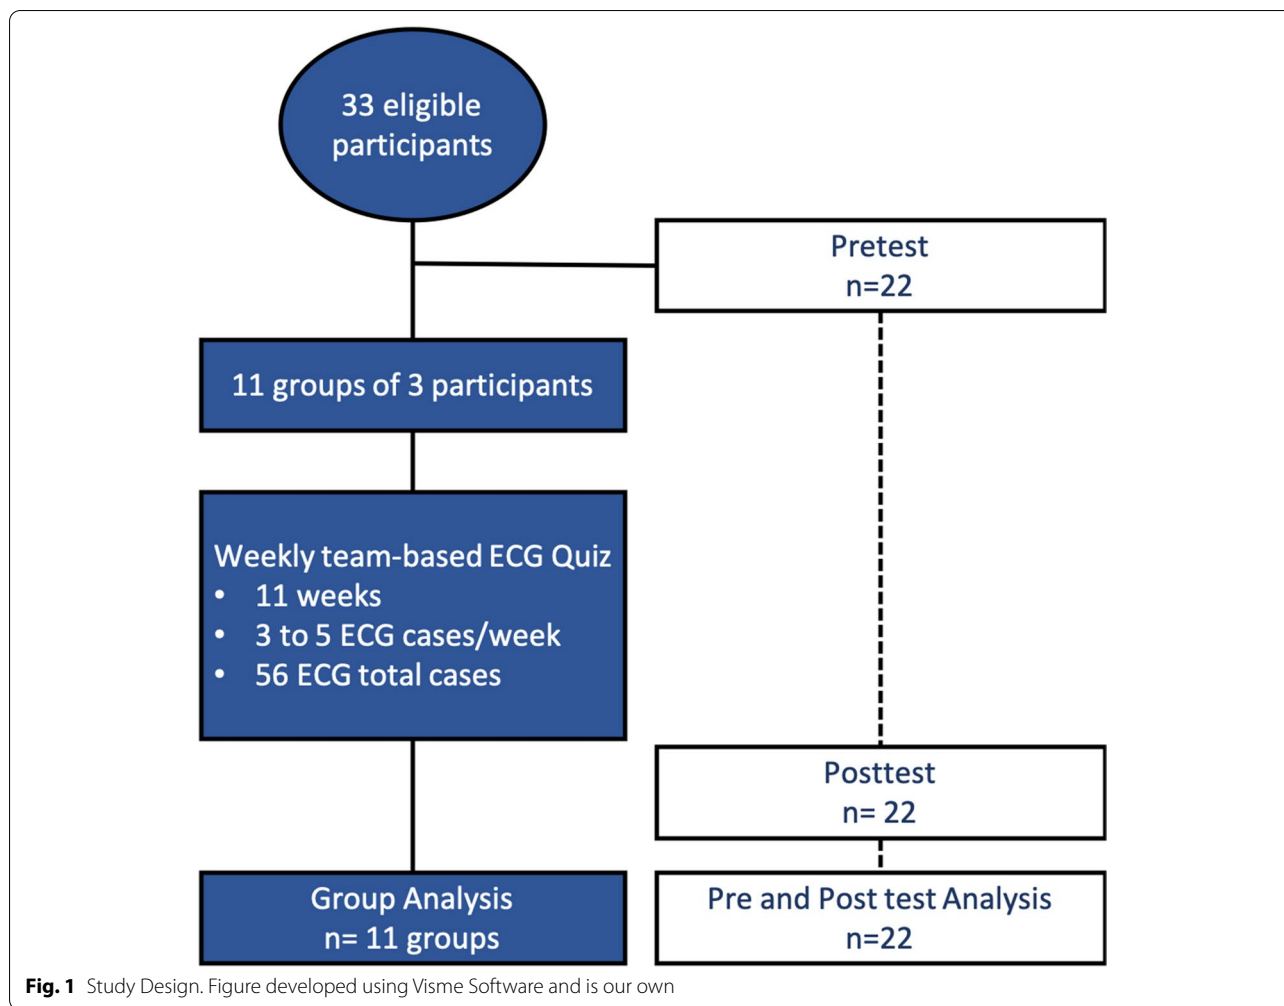 33 eligible
participants
Pretest
n=22
11 groups of 3 participants
Weekly team-based ECG Quiz
• 11 weeks
• 3 to 5 ECG cases/week
• 56 ECG total cases
Posttest
n= 22
Group Analysis
n= 11 groups
Pre and Post test Analysis
n=22
Fig. 1 Study Design. Figure developed using Visme Software and is our own